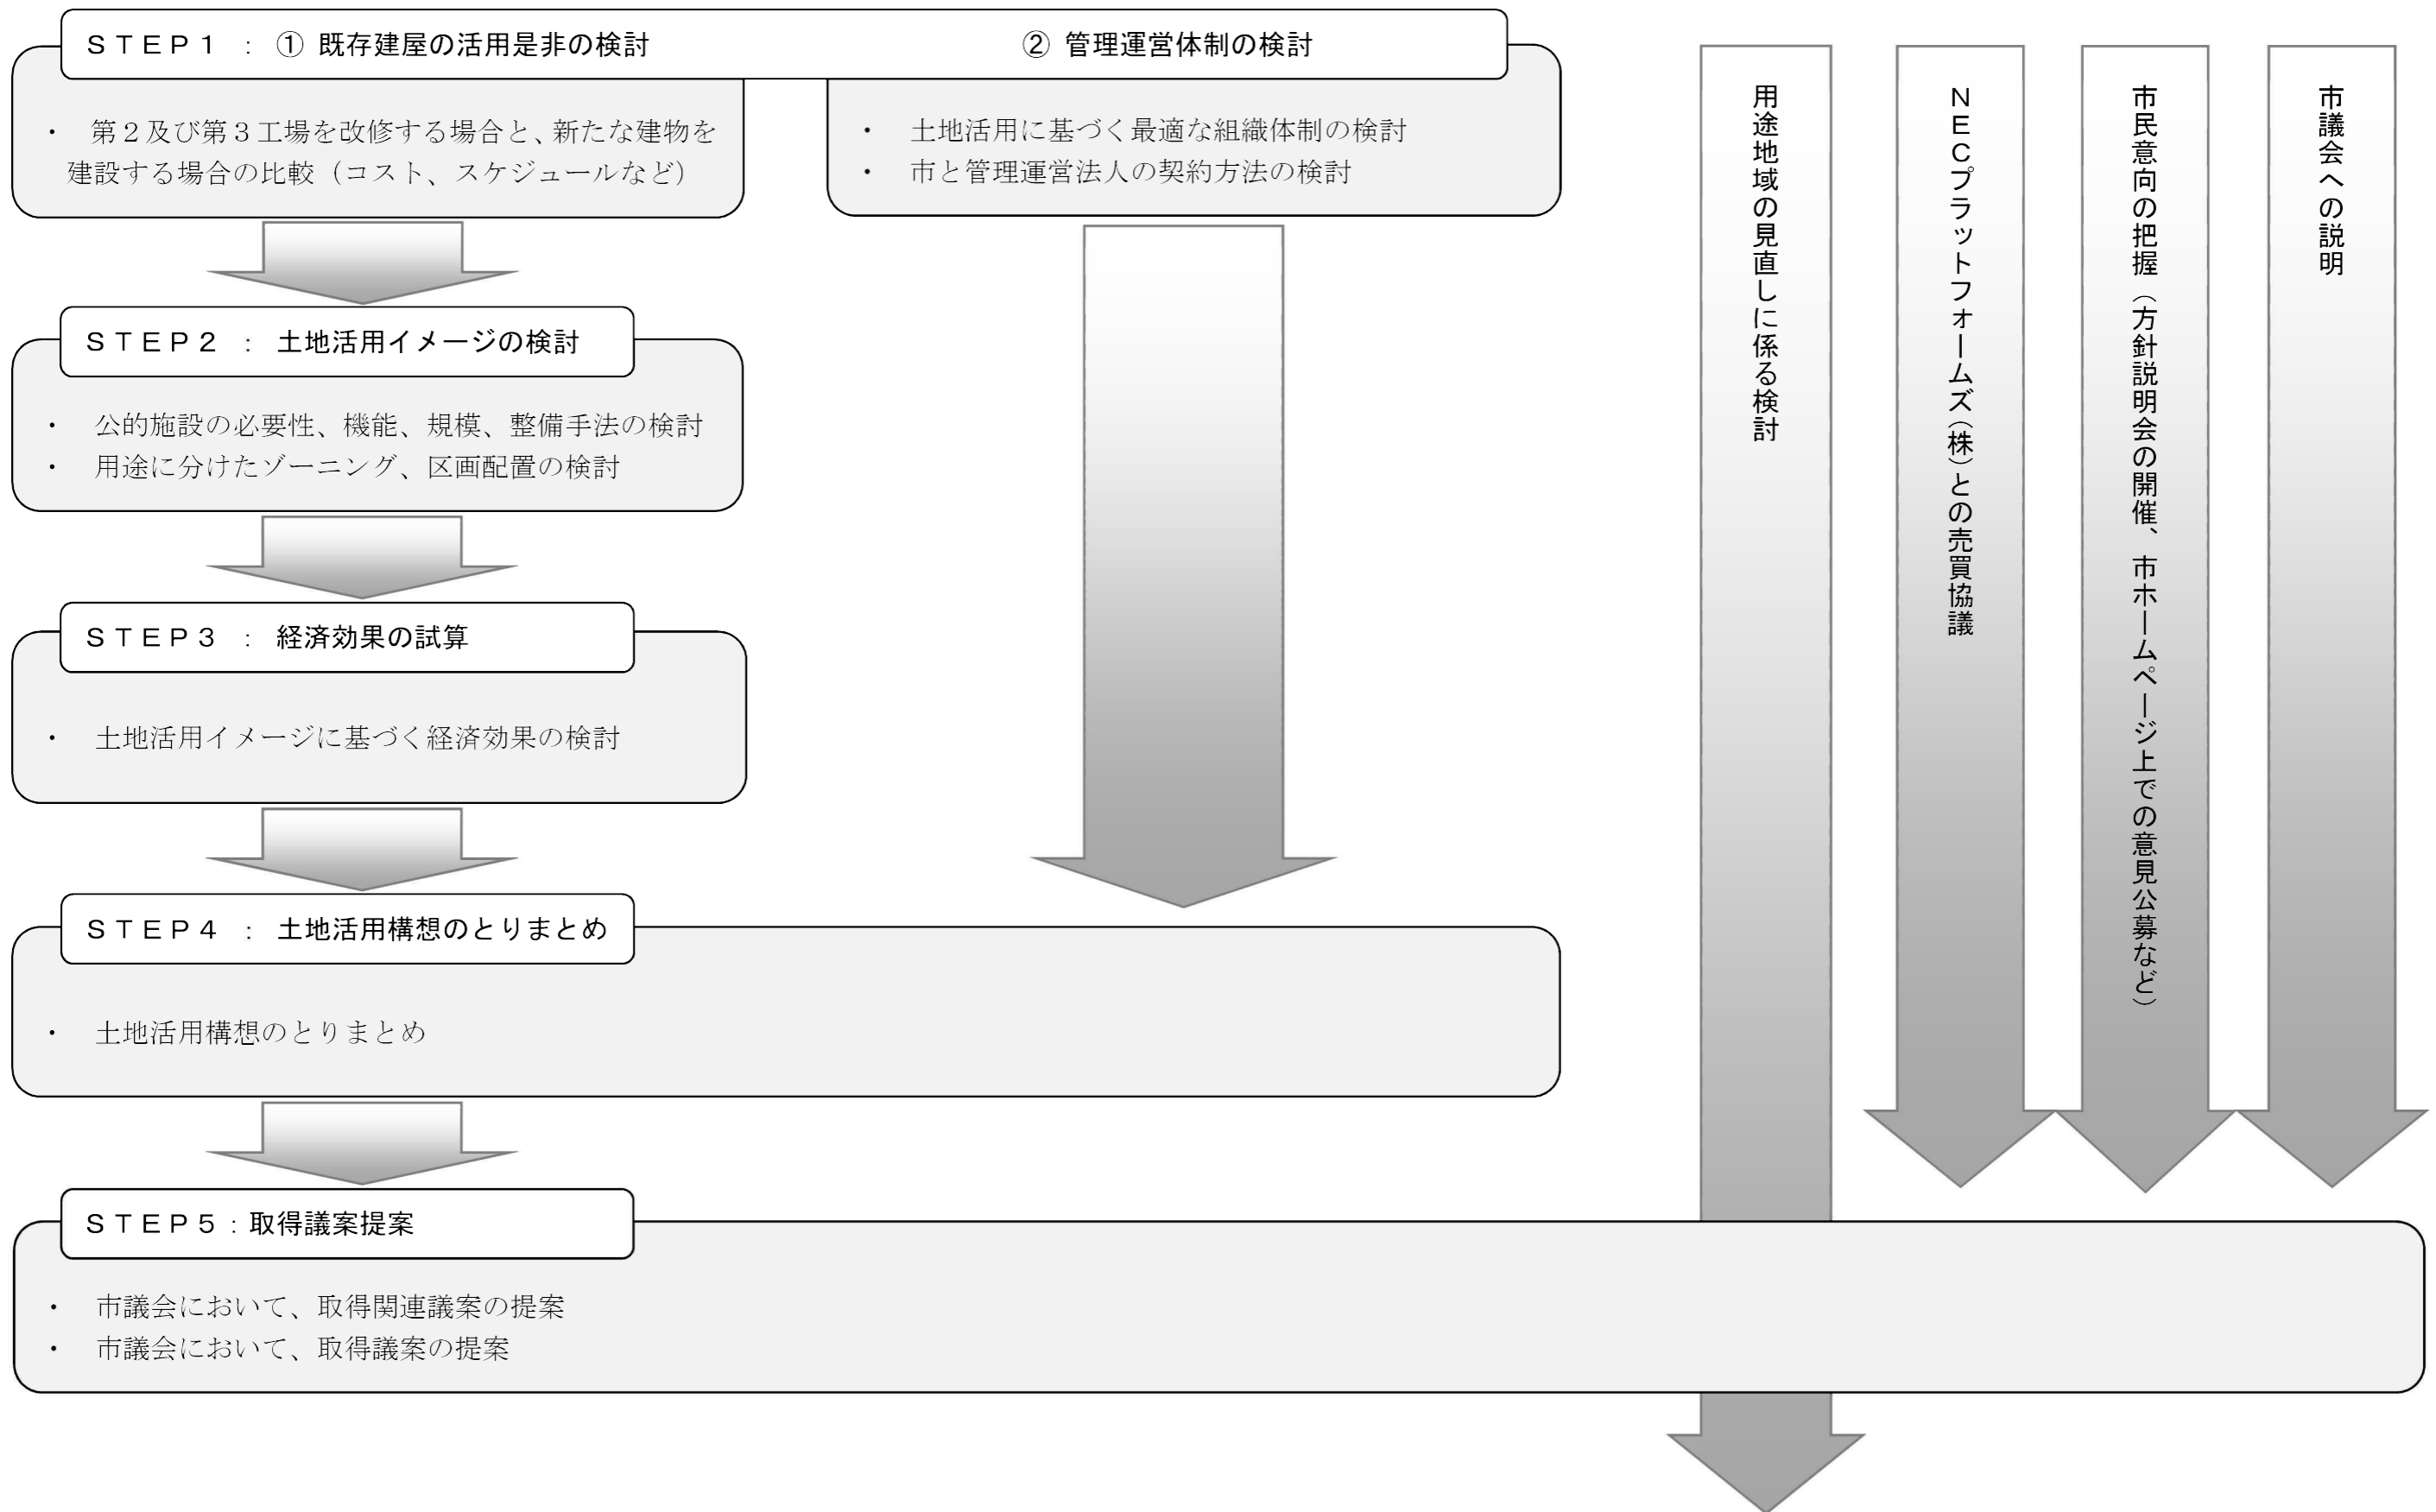 ＳＴＥＰ１　：　① 既存建屋の活用是非の検討　　② 管理運営体制の検討
・　第２及び第３工場を改修する場合と、新たな建物を
建設する場合の比較（コスト、スケジュールなど）
・　土地活用に基づく最適な組織体制の検討
・　市と管理運営法人の契約方法の検討
ＳＴＥＰ２　：　土地活用イメージの検討
・　公的施設の必要性、機能、規模、整備手法の検討
・　用途に分けたゾーニング、区画配置の検討
ＳＴＥＰ３　：　経済効果の試算
・　土地活用イメージに基づく経済効果の検討
ＳＴＥＰ４　：　土地活用構想のとりまとめ
・　土地活用構想のとりまとめ
ＳＴＥＰ５：取得議案提案
・　市議会において、取得関連議案の提案
・　市議会において、取得議案の提案
用途地域の見直しに係る検討
ＮＥＣプラットフォームズ（株）との売買協議
市民意向の把握（方針説明会の開催、市ホームページ上での意見公募など）
市議会への説明